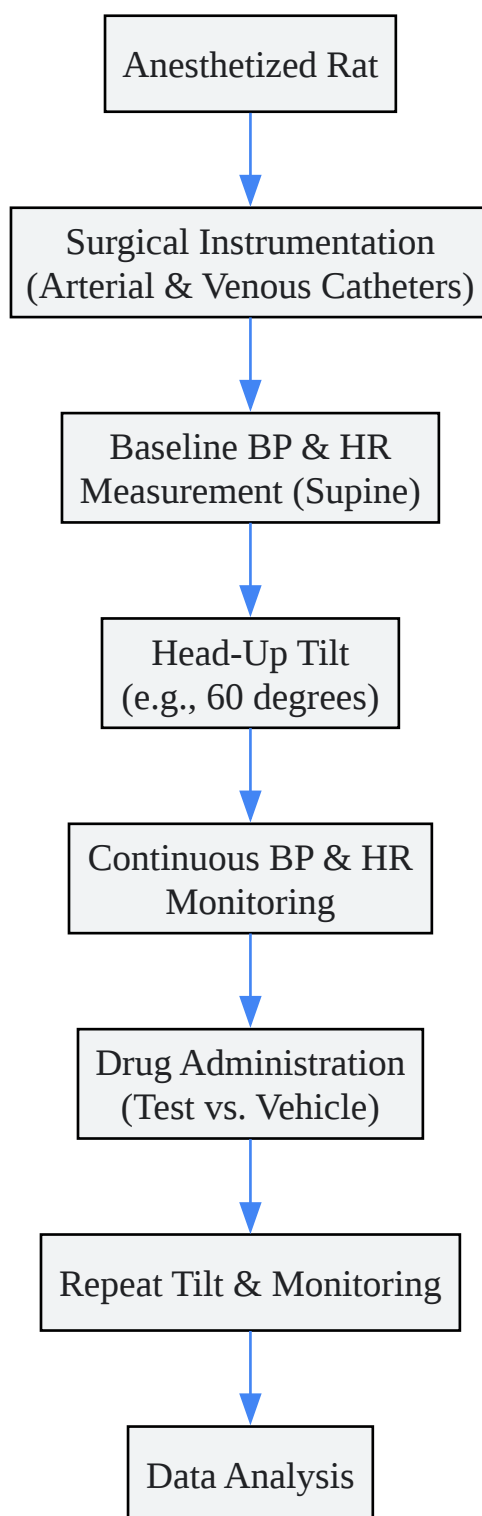 Anesthetized Rat
Surgical Instrumentation
(Arterial & Venous Catheters)
Baseline BP & HR
Measurement (Supine)
Head-Up Tilt
(e.g., 60 degrees)
Continuous BP & HR
Monitoring
Drug Administration
(Test vs. Vehicle)
Repeat Tilt & Monitoring
Data Analysis